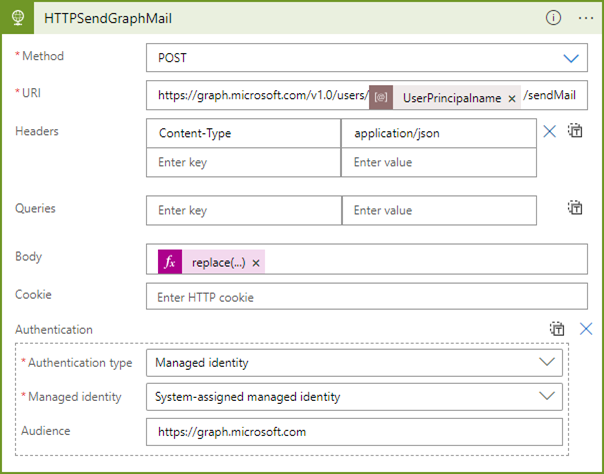 HTTPSendGraphMail
* Method POST
* URI https://graph.microsoft.com/v1.0/users/ [@] UserPrincipalname × /sendMail
Headers Content-Type application/json
Enter key Enter value
Queries Enter key Enter value
Body fx replace(...) ×
Cookie Enter HTTP cookie
Authentication
* Authentication type Managed identity
* Managed identity System-assigned managed identity
Audience https://graph.microsoft.com